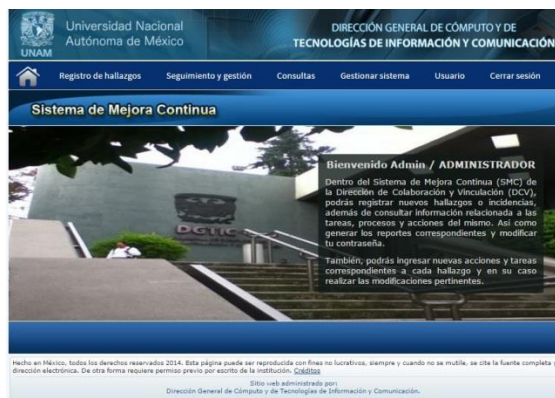 Universidad Nacional
Autónoma de México
UNAM
DIRECCIÓN GENERAL DE CÓMPUTO Y DE
TECNOLOGÍAS DE INFORMACIÓN Y COMUNICACIÓN
Registro de hallazgos Seguimiento y gestión Consultas Gestionar sistema Usuario Cerrar sesión
Sistema de Mejora Continua
DGTIC
Bienvenido Admin / ADMINISTRADOR
Dentro del Sistema de Mejora Continua (SMC) de
la Dirección de Colaboración y Vinculación (DCV),
podrás registrar nuevos hallazgos o incidencias,
además de consultar información relacionada a las
tareas, procesos y acciones del mismo. Así como
generar los reportes correspondientes y modificar
tu contraseña.
También, podrás ingresar nuevas acciones y tareas
correspondientes a cada hallazgo y en su caso
realizar las modificaciones pertinentes.
Hecho en México, todos los derechos reservados 2014. Esta página puede ser reproducida con fines no lucrativos, siempre y cuando no se mutile, se cite la fuente completa y
dirección electrónica. De otra forma requiere permiso previo por escrito de la institución. Créditos
Sitio web administrado por:
Dirección General de Cómputo y de Tecnologías de Información y Comunicación.